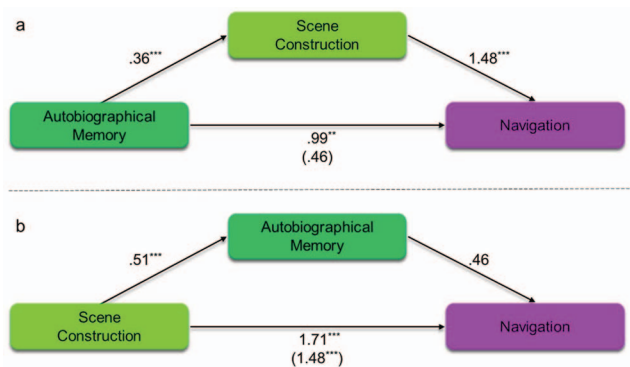 a
Scene
Construction
.36***
1.48***
Autobiographical
Memory
Navigation
.99**
(.46)
b
Autobiographical
Memory
.51***
.46
Scene
Construction
Navigation
1.71***
(1.48***)